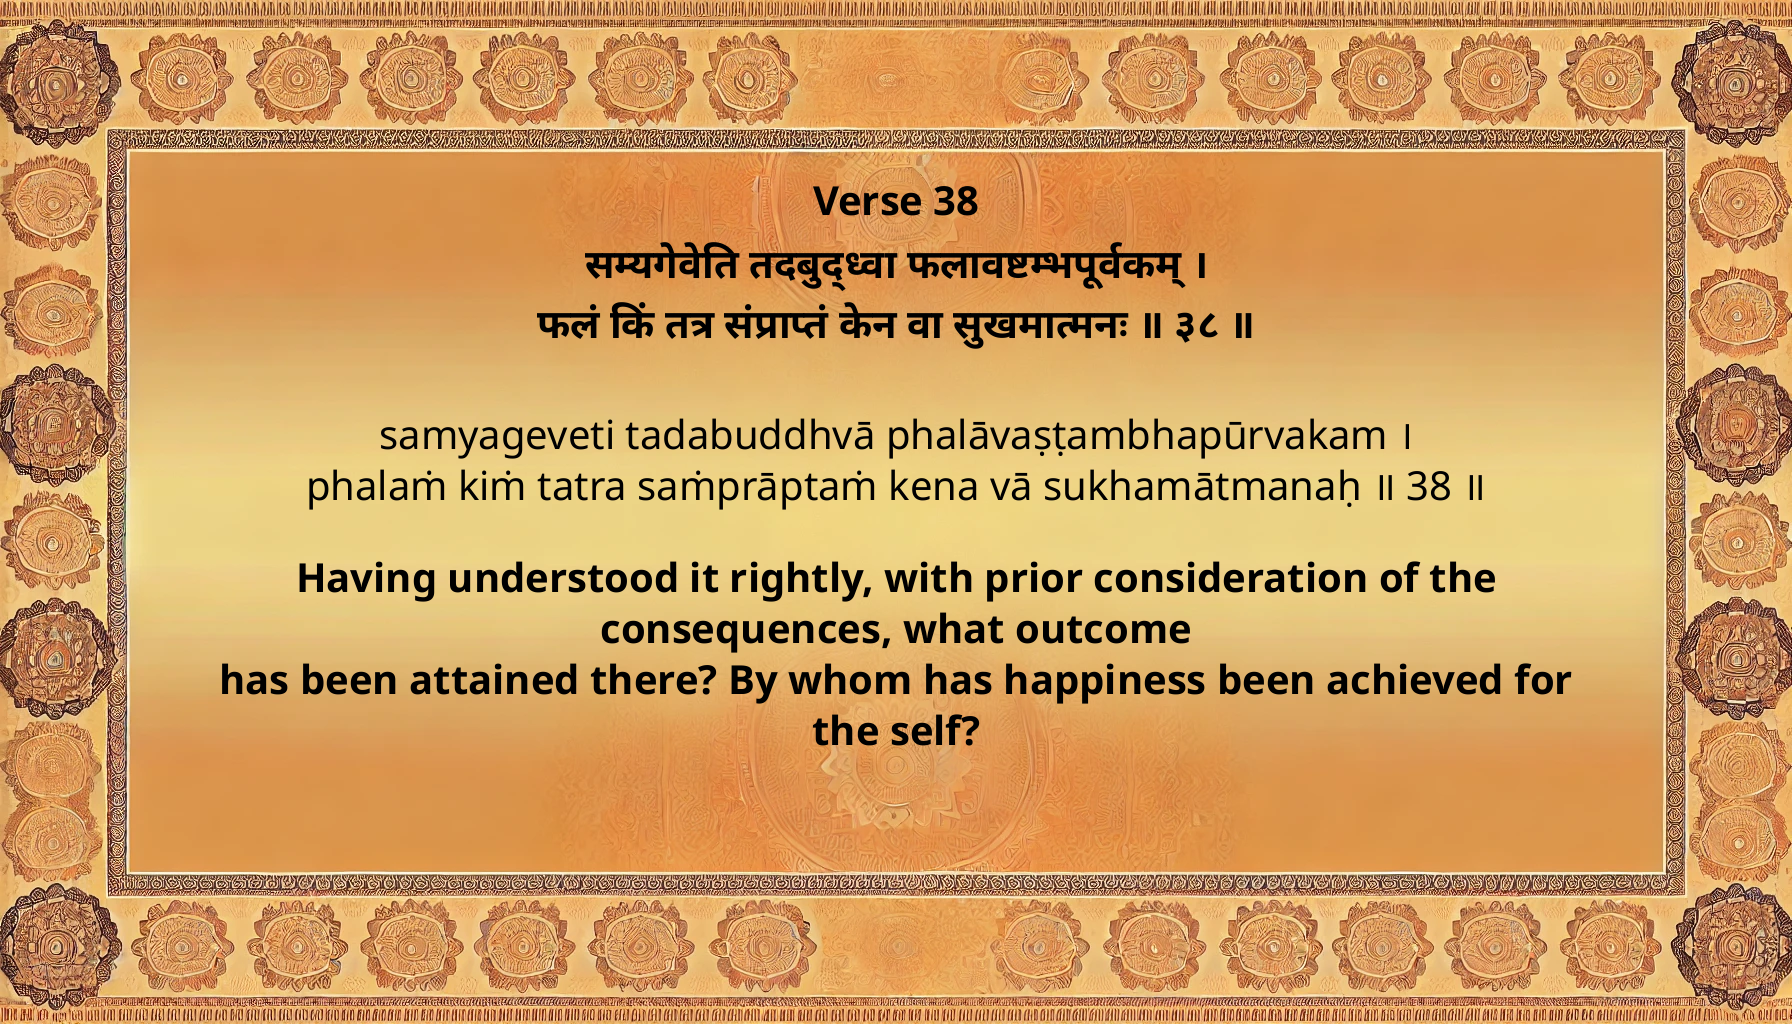 Verse 38
सम्यगेवेति तदबुद्ध्वा फलावष्टम्भपूर्वकम् ।
फलं किं तत्र संप्राप्तं केन वा सुखमात्मनः ॥ ३८ ॥
samyageveti tadabuddhvā phalāvaṣṭambhapūrvakam ।
phalaṁ kiṁ tatra saṁprāptaṁ kena vā sukhamātmanaḥ ॥ 38 ॥
Having understood it rightly, with prior consideration of the
consequences, what outcome
has been attained there? By whom has happiness been achieved for
the self?